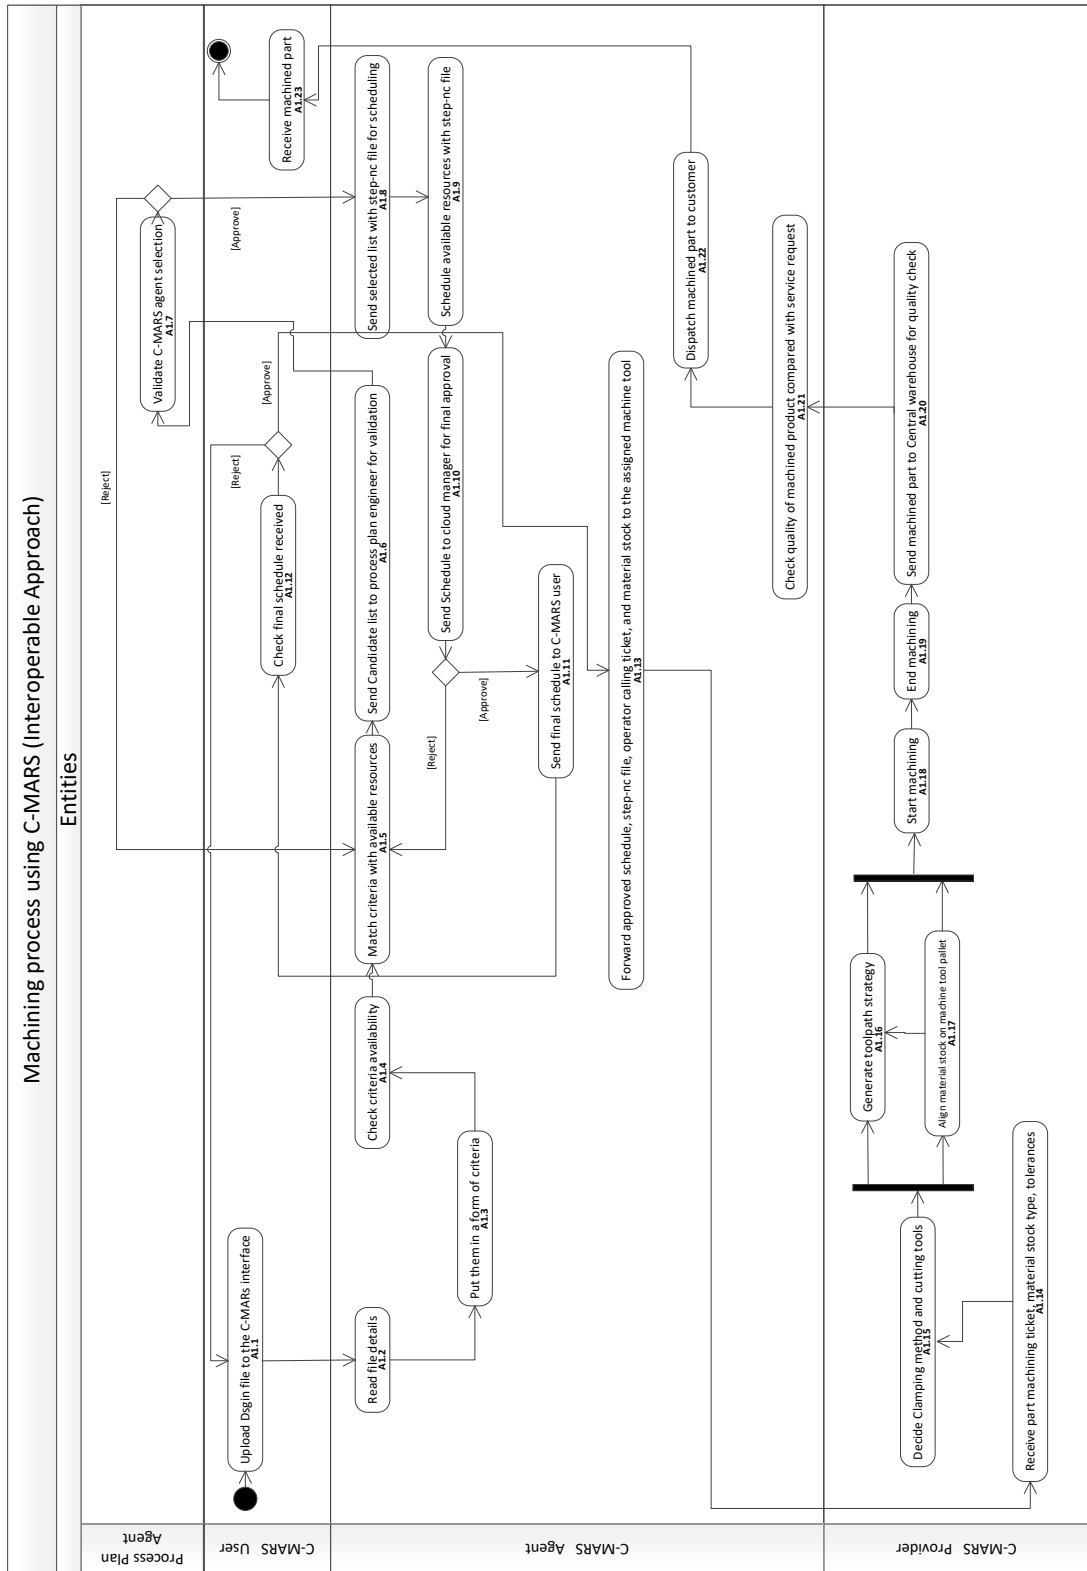 Machining process using C-MARS (Interoperable Approach)
Entities
Process Plan
Agent
C-MARS User
C-MARS Agent
C-MARS Provider
Upload Dsgin file to the C-MARs interface
A1.1
Read file details
A1.2
Put them in a form of criteria
A1.3
Check criteria availability
A1.4
Match criteria with available resources
A1.5
Send Candidate list to process plan engineer for validation
A1.6
Validate C-MARS agent selection
A1.7
[Reject]
[Approve]
Send selected list with step-nc file for scheduling
A1.8
Schedule available resources with step-nc file
A1.9
Send Schedule to cloud manager for final approval
A1.10
[Reject]
[Approve]
Send final schedule to C-MARS user
A1.11
Check final schedule received
A1.12
[Reject]
[Approve]
Forward approved schedule, step-nc file, operator calling ticket, and material stock to the assigned machine tool
A1.13
Receive part machining ticket, material stock type, tolerances
A1.14
Decide Clamping method and cutting tools
A1.15
Generate toolpath strategy
A1.16
Align material stock on machine tool pallet
A1.17
Start machining
A1.18
End machining
A1.19
Send machined part to Central warehouse for quality check
A1.20
Check quality of machined product compared with service request
A1.21
Dispatch machined part to customer
A1.22
Receive machined part
A1.23